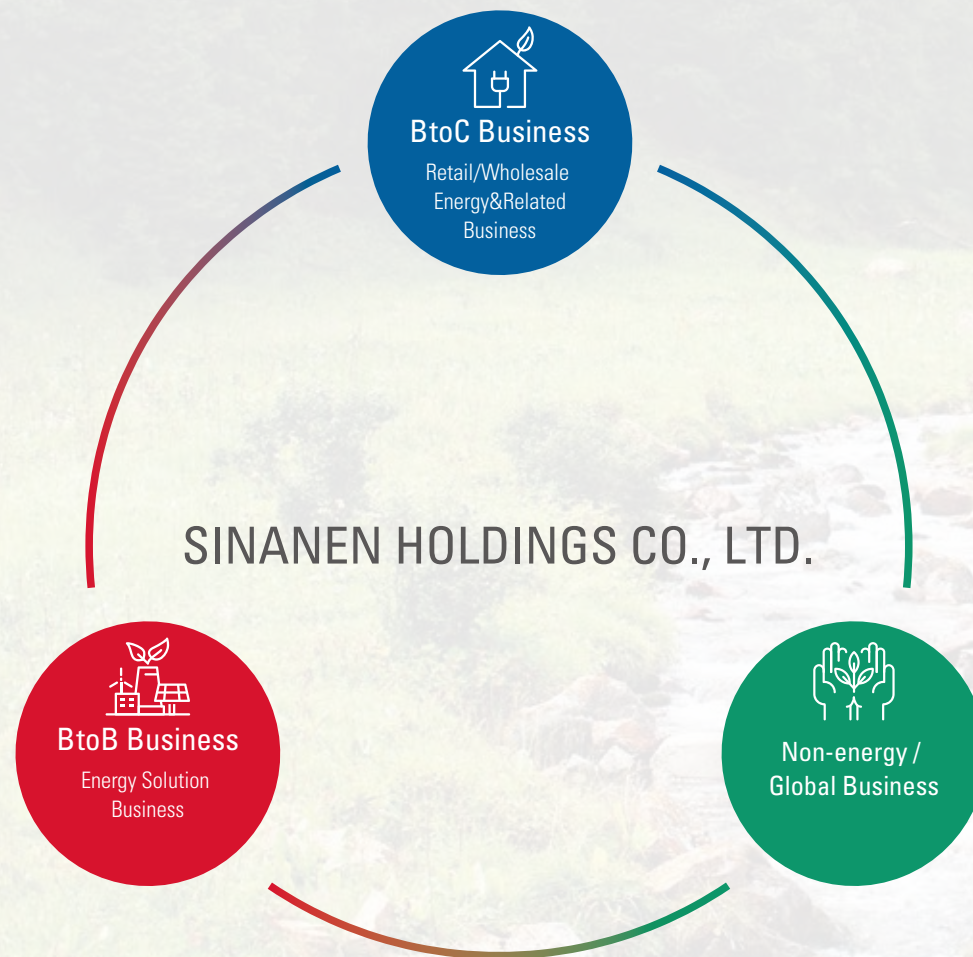 BtoC Business
Retail/Wholesale
Energy&Related
Business
SINANEN HOLDINGS CO., LTD.
BtoB Business
Energy Solution
Business
Non-energy /
Global Business